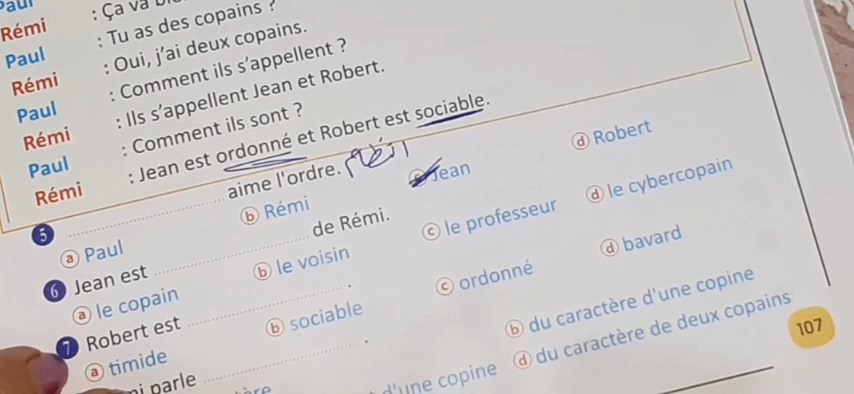 Paul
Rémi : Ça va
Paul : Tu as des copains ?
Rémi : Oui, j'ai deux copains.
Paul : Comment ils s'appellent ?
Rémi : Ils s'appellent Jean et Robert.
Paul : Comment ils sont ?
Rémi : Jean est ordonné et Robert est sociable.
5 .................... aime l'ordre.
a Paul b Rémi c Jean d Robert
6 Jean est .................... de Rémi.
a le copain b le voisin c le professeur d le cybercopain
7 Robert est .................... .
a timide b sociable c ordonné d bavard
parle .................... .
b du caractère d'une copine
d'une copine d du caractère de deux copains
107